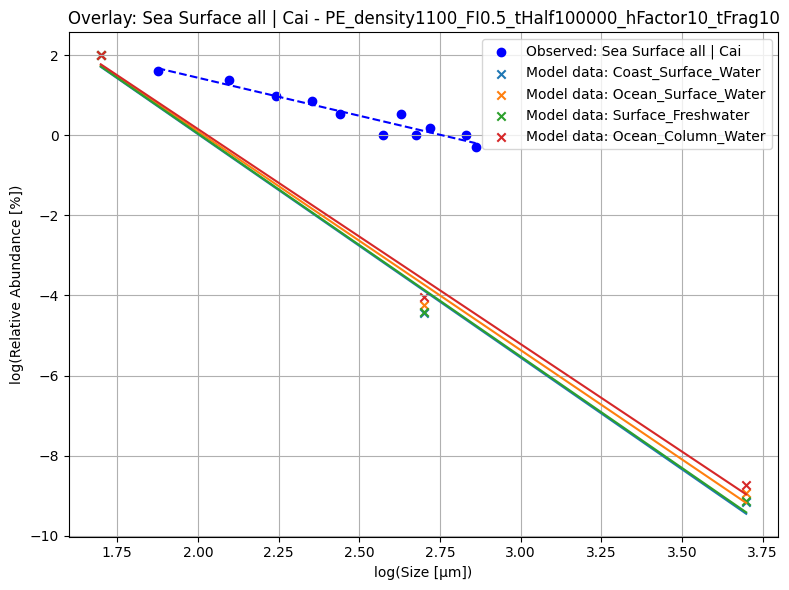 Overlay: Sea Surface all | Cai - PE_density1100_FI0.5_tHalf100000_hFactor10_tFrag10
Observed: Sea Surface all | Cai
Model data: Coast_Surface_Water
Model data: Ocean_Surface_Water
Model data: Surface_Freshwater
Model data: Ocean_Column_Water
log(Relative Abundance [%])
2
0
−2
−4
−6
−8
−10
1.75
2.00
2.25
2.50
2.75
3.00
3.25
3.50
3.75
log(Size [µm])